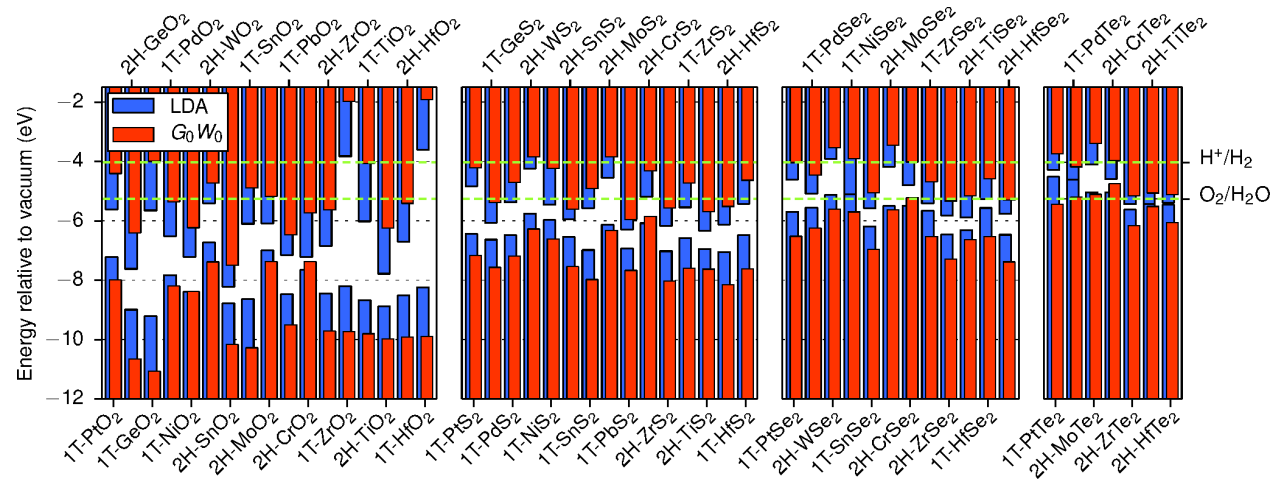 2H-GeO₂
1T-PdO₂
2H-WO₂
1T-SnO₂
1T-PbO₂
2H-ZrO₂
1T-TiO₂
2H-HfO₂
1T-GeS₂
2H-WS₂
2H-SnS₂
2H-MoS₂
2H-CrS₂
1T-ZrS₂
2H-HfS₂
1T-PdSe₂
1T-NiSe₂
2H-MoSe₂
1T-ZrSe₂
2H-TiSe₂
2H-HfSe₂
1T-PdTe₂
2H-CrTe₂
2H-TiTe₂
Energy relative to vacuum (eV)
−2
−4
−6
−8
−10
−12
LDA
G₀W₀
H⁺/H₂
O₂/H₂O
1T-PtO₂
1T-GeO₂
1T-NiO₂
2H-SnO₂
2H-MoO₂
2H-CrO₂
1T-ZrO₂
2H-TiO₂
1T-HfO₂
1T-PtS₂
1T-PdS₂
1T-NiS₂
1T-SnS₂
1T-PbS₂
2H-ZrS₂
2H-TiS₂
1T-HfS₂
1T-PtSe₂
2H-WSe₂
1T-SnSe₂
2H-CrSe₂
2H-ZrSe₂
1T-HfSe₂
1T-PtTe₂
2H-MoTe₂
2H-ZrTe₂
2H-HfTe₂